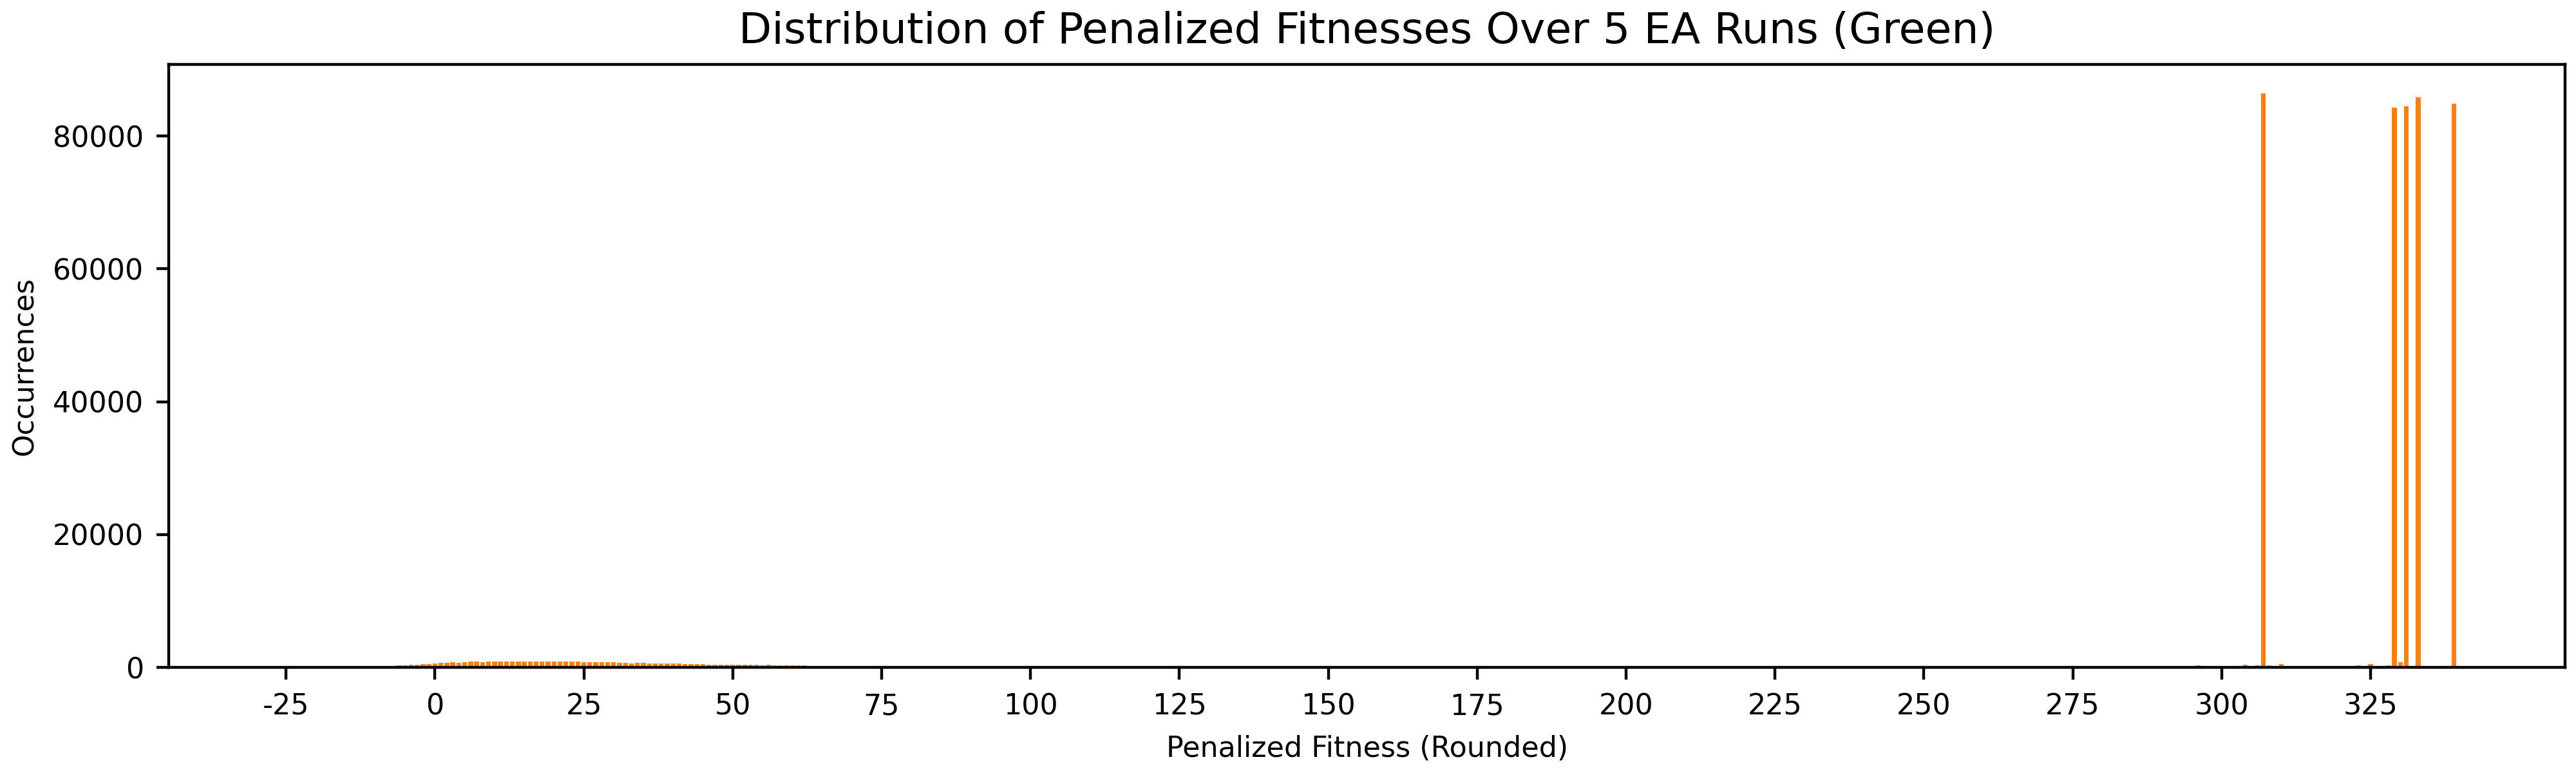 Distribution of Penalized Fitnesses Over 5 EA Runs (Green)
Occurrences
80000
60000
40000
20000
0
-25 0 25 50 75 100 125 150 175 200 225 250 275 300 325
Penalized Fitness (Rounded)